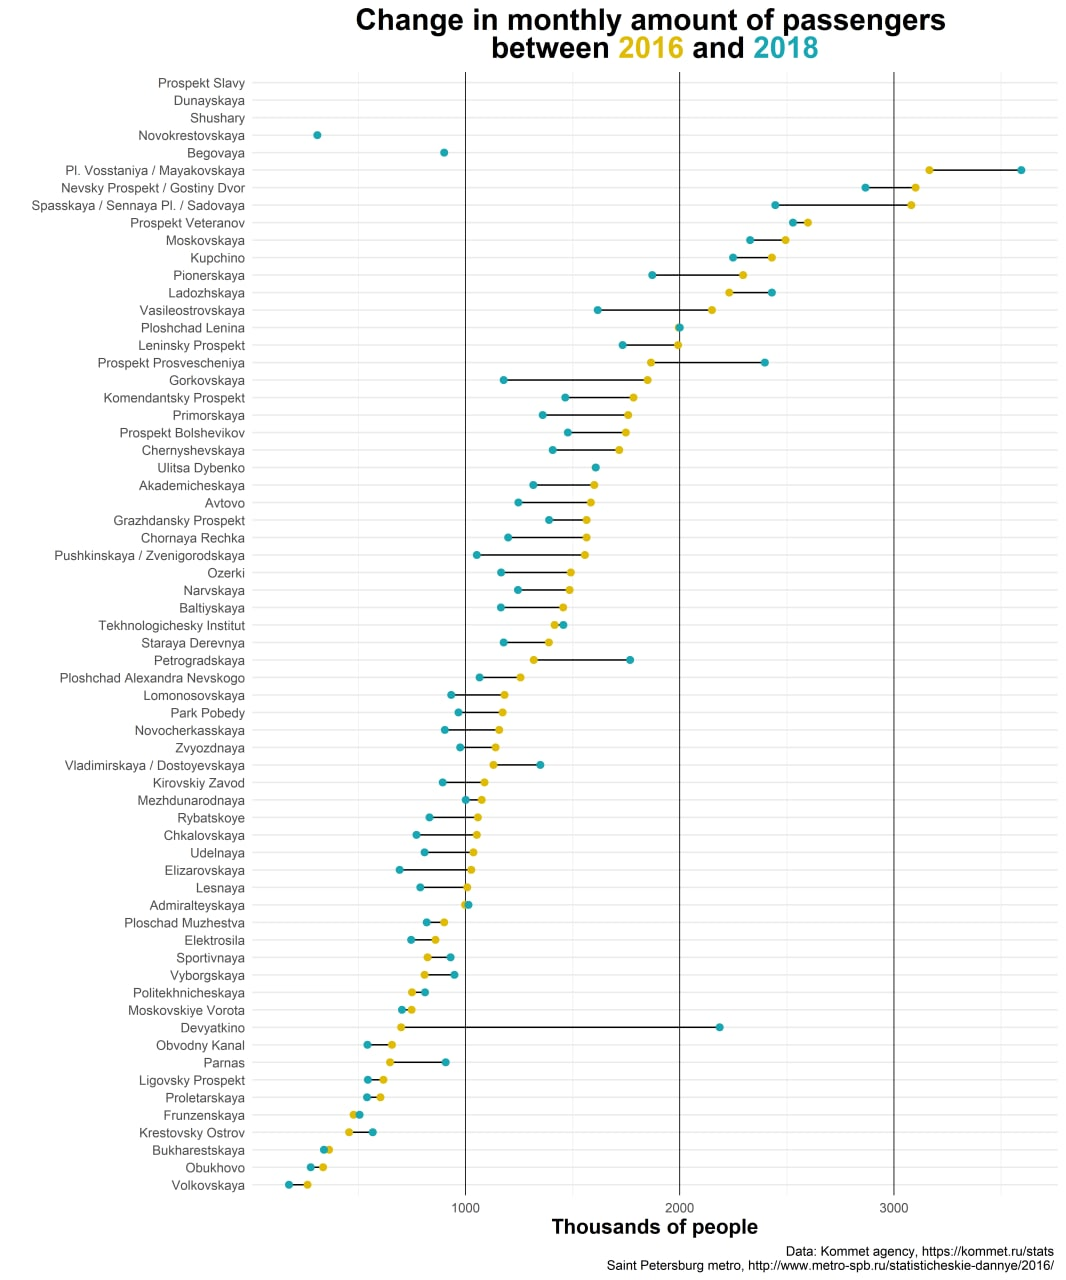 Change in monthly amount of passengers
between 2016 and 2018
Prospekt Slavy
Dunayskaya
Shushary
Novokrestovskaya
Begovaya
Pl. Vosstaniya / Mayakovskaya
Nevsky Prospekt / Gostiny Dvor
Spasskaya / Sennaya Pl. / Sadovaya
Prospekt Veteranov
Moskovskaya
Kupchino
Pionerskaya
Ladozhskaya
Vasileostrovskaya
Ploshchad Lenina
Leninsky Prospekt
Prospekt Prosvescheniya
Gorkovskaya
Komendantsky Prospekt
Primorskaya
Prospekt Bolshevikov
Chernyshevskaya
Ulitsa Dybenko
Akademicheskaya
Avtovo
Grazhdansky Prospekt
Chornaya Rechka
Pushkinskaya / Zvenigorodskaya
Ozerki
Narvskaya
Baltiyskaya
Tekhnologichesky Institut
Staraya Derevnya
Petrogradskaya
Ploshchad Alexandra Nevskogo
Lomonosovskaya
Park Pobedy
Novocherkasskaya
Zvyozdnaya
Vladimirskaya / Dostoyevskaya
Kirovskiy Zavod
Mezhdunarodnaya
Rybatskoye
Chkalovskaya
Udelnaya
Elizarovskaya
Lesnaya
Admiralteyskaya
Ploschad Muzhestva
Elektrosila
Sportivnaya
Vyborgskaya
Politekhnicheskaya
Moskovskiye Vorota
Devyatkino
Obvodny Kanal
Parnas
Ligovsky Prospekt
Proletarskaya
Frunzenskaya
Krestovsky Ostrov
Bukharestskaya
Obukhovo
Volkovskaya
1000 2000 3000
Thousands of people
Data: Kommet agency, https://kommet.ru/stats
Saint Petersburg metro, http://www.metro-spb.ru/statisticheskie-dannye/2016/